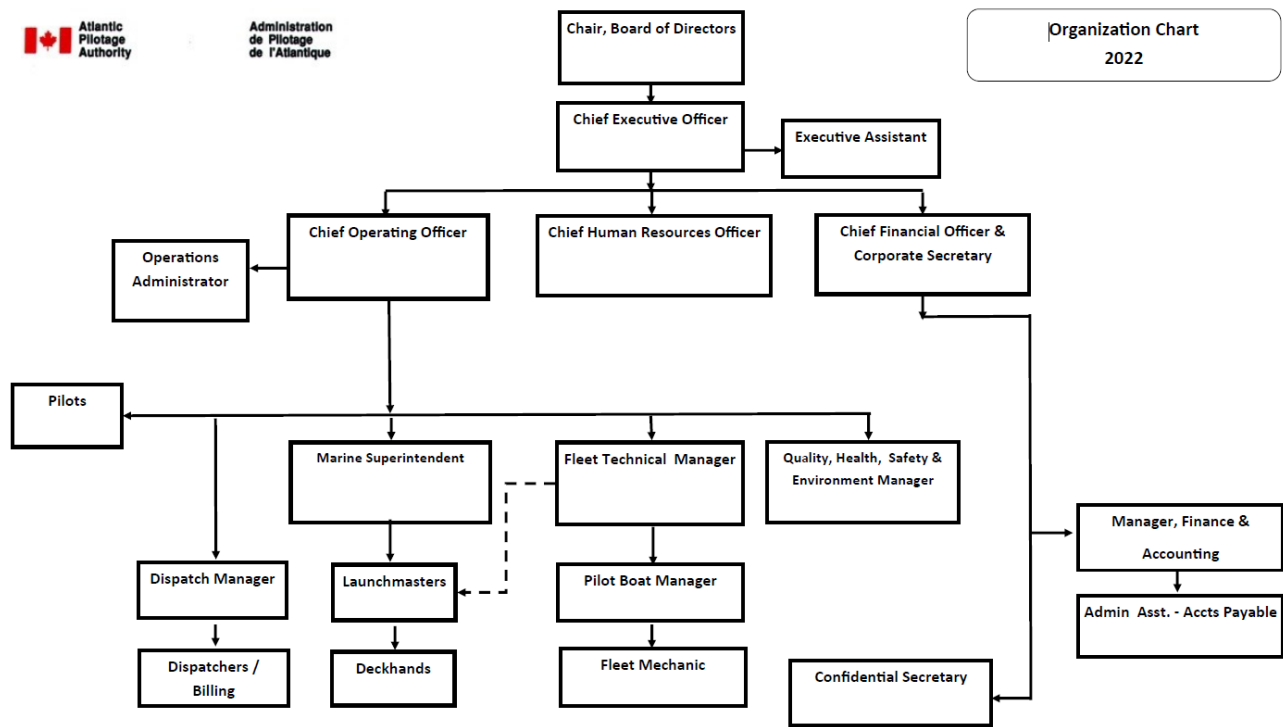 Atlantic
Pilotage
Authority
Administration
de Pilotage
de l'Atlantique
Chair, Board of Directors
Organization Chart
2022
Chief Executive Officer
Executive Assistant
Chief Operating Officer
Chief Human Resources Officer
Chief Financial Officer &
Corporate Secretary
Operations
Administrator
Pilots
Marine Superintendent
Fleet Technical Manager
Quality, Health, Safety &
Environment Manager
Manager, Finance &
Accounting
Dispatch Manager
Launchmasters
Pilot Boat Manager
Admin Asst. - Accts Payable
Dispatchers /
Billing
Deckhands
Fleet Mechanic
Confidential Secretary